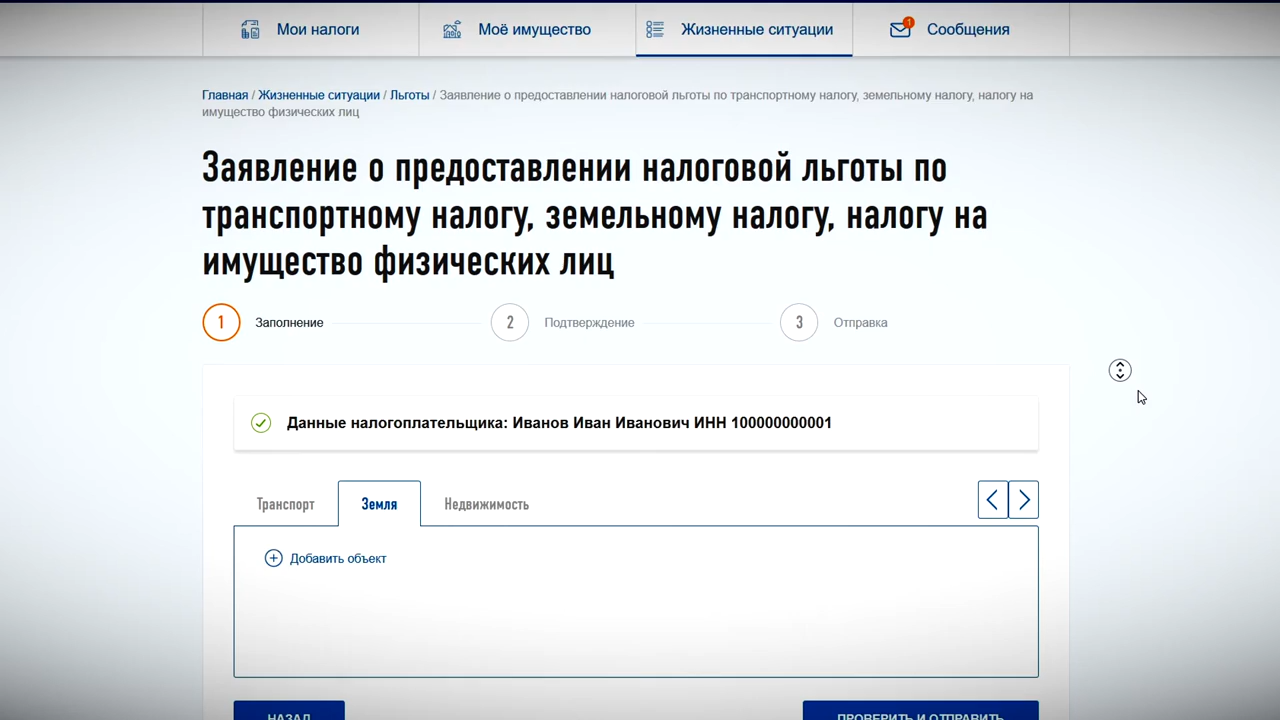 Мои налоги
Моё имущество
Жизненные ситуации
1
Сообщения
Главная / Жизненные ситуации / Льготы / Заявление о предоставлении налоговой льготы по транспортному налогу, земельному налогу, налогу на
имущество физических лиц
Заявление о предоставлении налоговой льготы по
транспортному налогу, земельному налогу, налогу на
имущество физических лиц
1 Заполнение
2 Подтверждение
3 Отправка
Данные налогоплательщика: Иванов Иван Иванович ИНН 100000000001
Транспорт
Земля
Недвижимость
Добавить объект
НАЗАД
ПРОВЕРИТЬ И ОТПРАВИТЬ